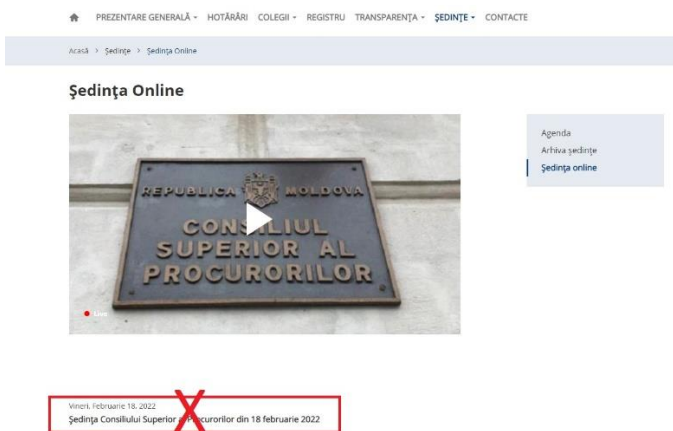 PREZENTARE GENERALĂ HOTĂRÂRI COLEGII REGISTRU TRANSPARENȚA ȘEDINȚE CONTACTE
Acasă > Ședințe > Ședința Online
Ședința Online
REPUBLICA MOLDOVA
CONSILIUL
SUPERIOR AL
PROCURORILOR
Live
Agenda
Arhiva ședințe
Ședința online
Vineri, Februarie 18, 2022
Ședința Consiliului Superior al Procurorilor din 18 februarie 2022